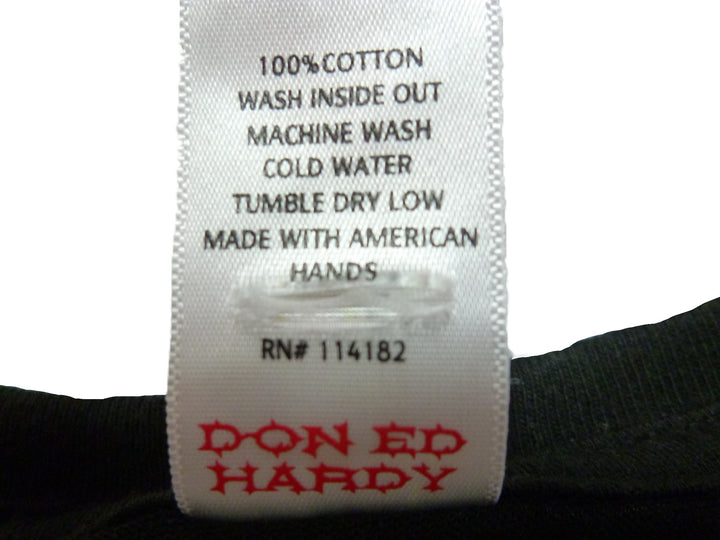 100%COTTON
WASH INSIDE OUT
MACHINE WASH
COLD WATER
TUMBLE DRY LOW
MADE WITH AMERICAN
HANDS
RN# 114182
DON ED
HARDY